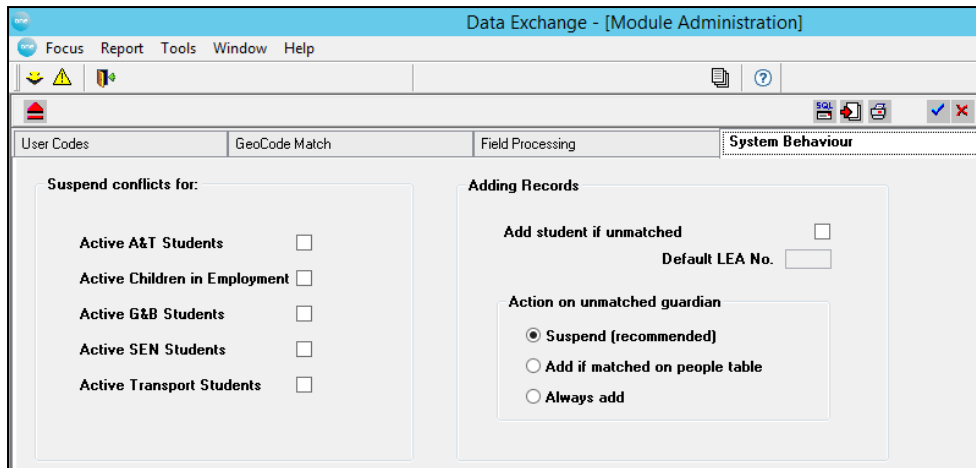 Data Exchange - [Module Administration]
one Focus Report Tools Window Help
SQL
User Codes GeoCode Match Field Processing System Behaviour
Suspend conflicts for:
Active A&T Students
Active Children in Employment
Active G&B Students
Active SEN Students
Active Transport Students
Adding Records
Add student if unmatched
Default LEA No.
Action on unmatched guardian
Suspend (recommended)
Add if matched on people table
Always add